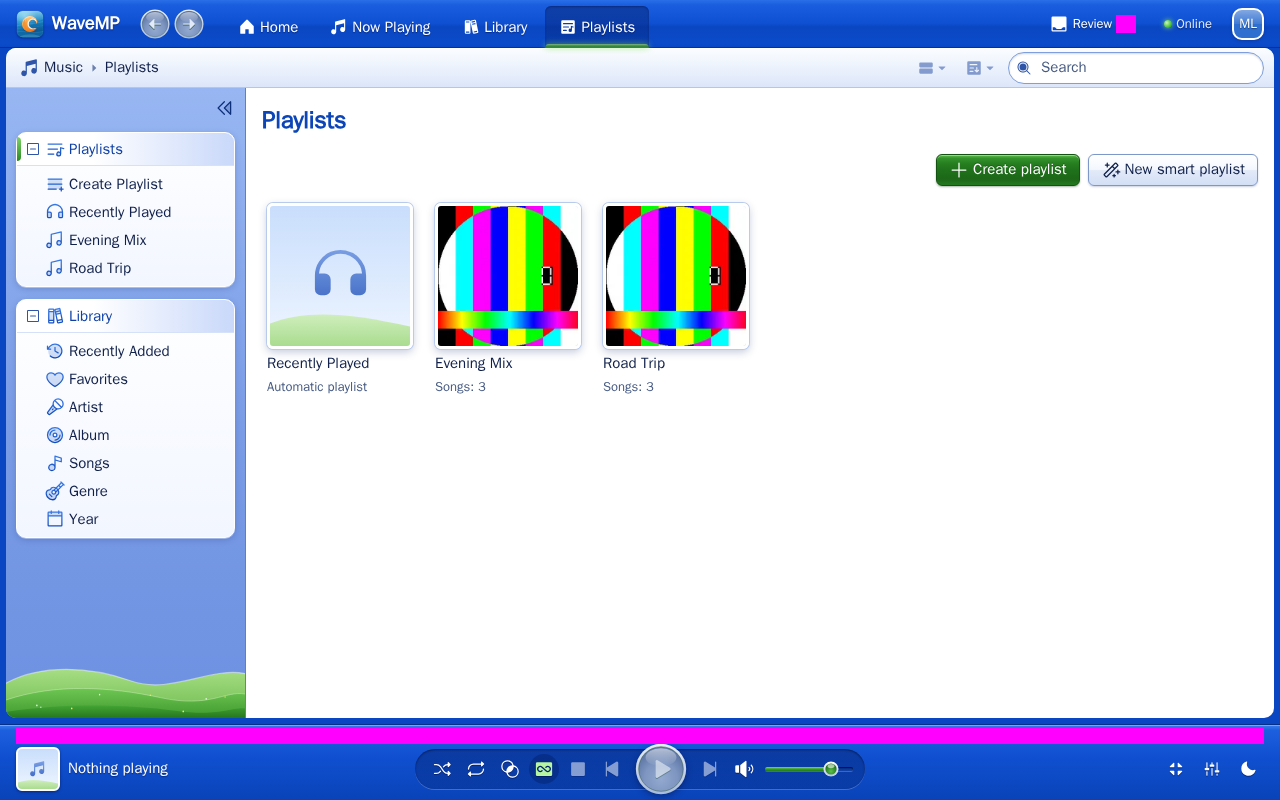 WaveMP
Home
Now Playing
Library
Playlists
Review
Online
ML
Music
Playlists
Search
Playlists
Create Playlist
Recently Played
Evening Mix
Road Trip
Library
Recently Added
Favorites
Artist
Album
Songs
Genre
Year
Playlists
Create playlist
New smart playlist
Recently Played
Automatic playlist
Evening Mix
Songs: 3
Road Trip
Songs: 3
Nothing playing